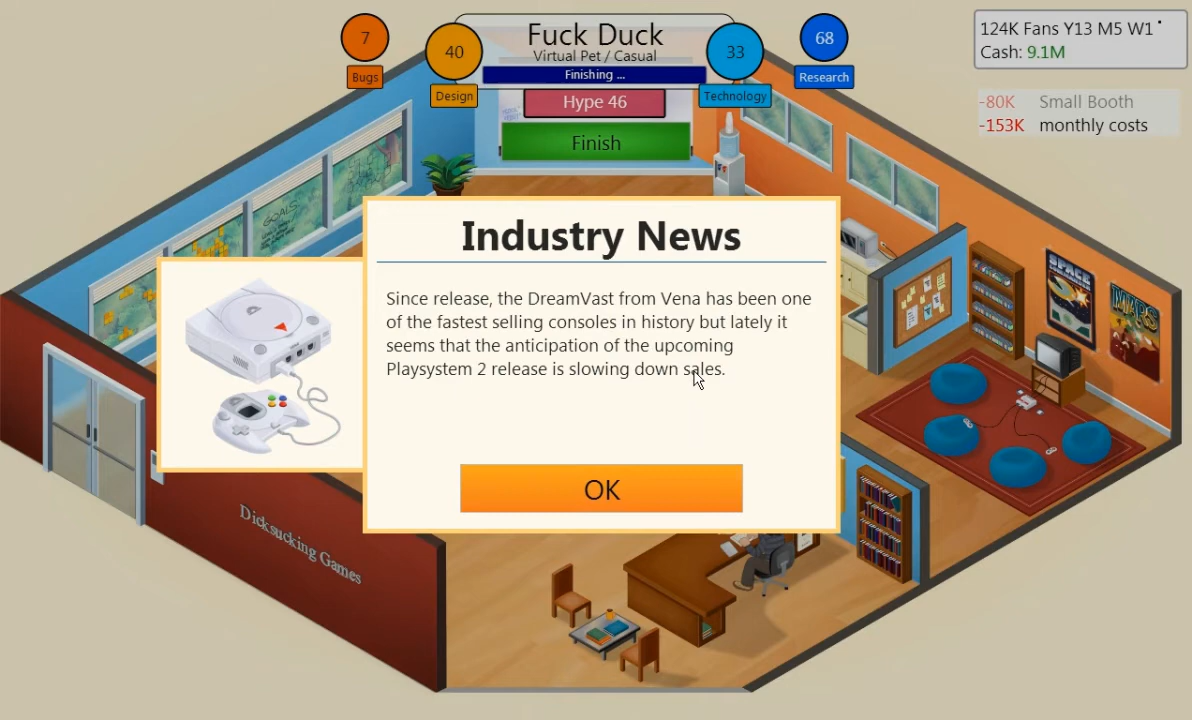 7
Bugs
40
Design
Fuck Duck
Virtual Pet / Casual
Finishing ...
Hype 46
Finish
33
Technology
68
Research
124K Fans Y13 M5 W1
Cash: 9.1M
-80K Small Booth
-153K monthly costs
GOALS
SPACE
Industry News
Since release, the DreamVast from Vena has been one
of the fastest selling consoles in history but lately it
seems that the anticipation of the upcoming
Playsystem 2 release is slowing down sales.
OK
Dicksucking Games